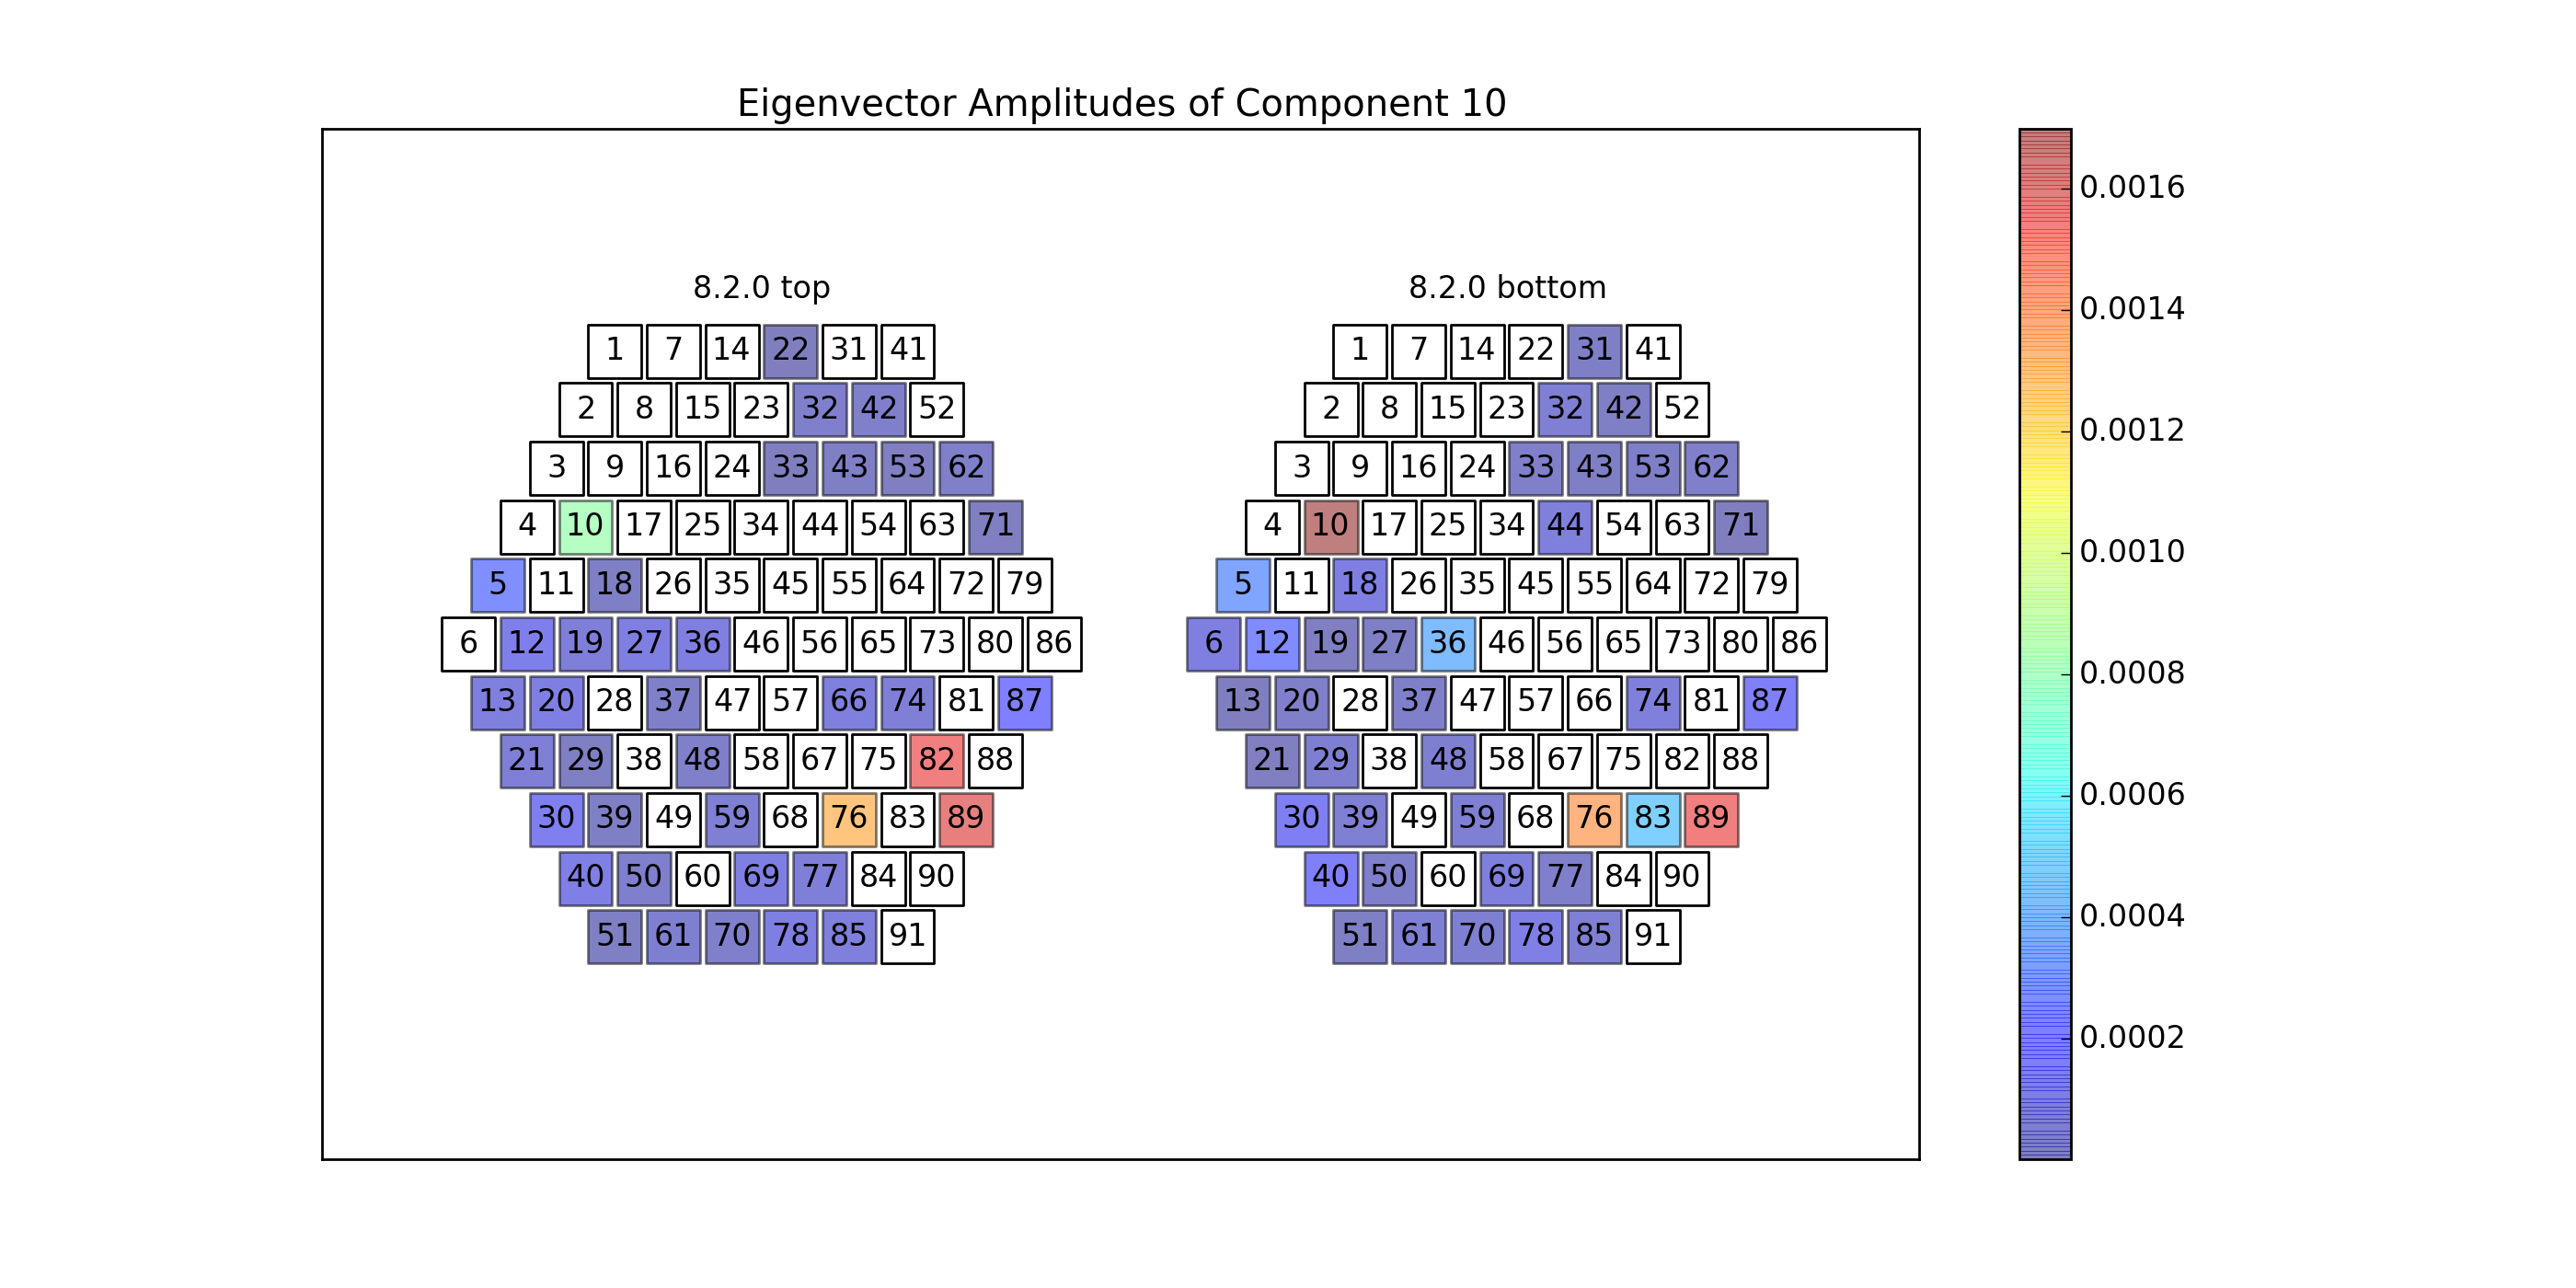 Eigenvector Amplitudes of Component 10
8.2.0 top
1 7 14 22 31 41
2 8 15 23 32 42 52
3 9 16 24 33 43 53 62
4 10 17 25 34 44 54 63 71
5 11 18 26 35 45 55 64 72 79
6 12 19 27 36 46 56 65 73 80 86
13 20 28 37 47 57 66 74 81 87
21 29 38 48 58 67 75 82 88
30 39 49 59 68 76 83 89
40 50 60 69 77 84 90
51 61 70 78 85 91
8.2.0 bottom
1 7 14 22 31 41
2 8 15 23 32 42 52
3 9 16 24 33 43 53 62
4 10 17 25 34 44 54 63 71
5 11 18 26 35 45 55 64 72 79
6 12 19 27 36 46 56 65 73 80 86
13 20 28 37 47 57 66 74 81 87
21 29 38 48 58 67 75 82 88
30 39 49 59 68 76 83 89
40 50 60 69 77 84 90
51 61 70 78 85 91
0.0016
0.0014
0.0012
0.0010
0.0008
0.0006
0.0004
0.0002